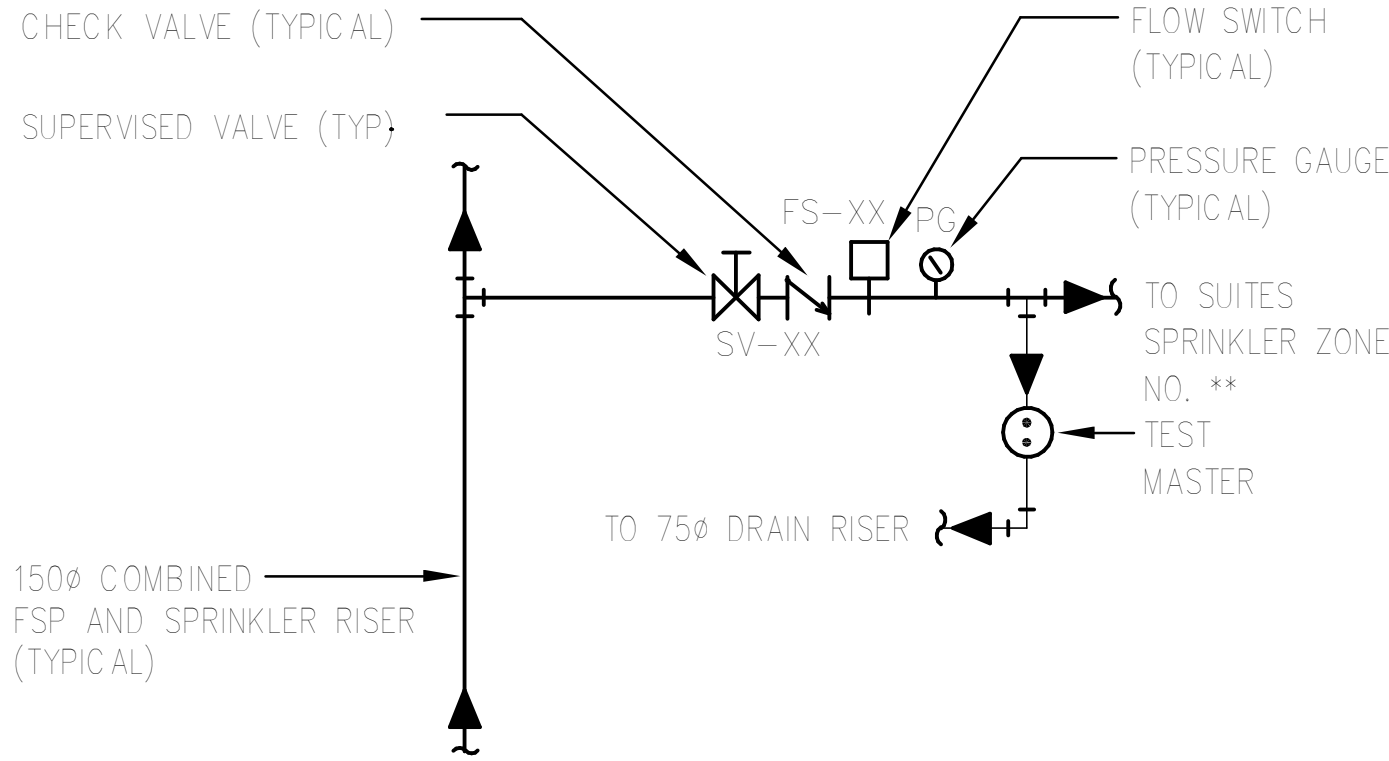 CHECK VALVE (TYPICAL)
SUPERVISED VALVE (TYP)
FLOW SWITCH
(TYPICAL)
PRESSURE GAUGE
(TYPICAL)
FS-XX
PG
SV-XX
TO SUITES
SPRINKLER ZONE
NO. **
TEST
MASTER
TO 75ø DRAIN RISER
150ø COMBINED
FSP AND SPRINKLER RISER
(TYPICAL)